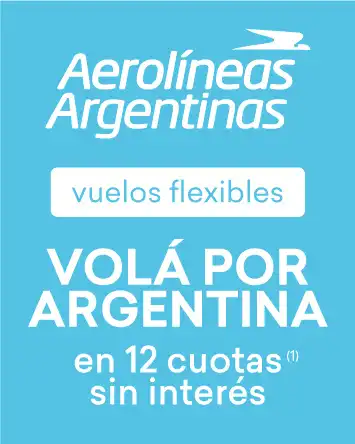 Aerolíneas
Argentinas
vuelos flexibles
VOLÁ POR
ARGENTINA
en 12 cuotas (1)
sin interés